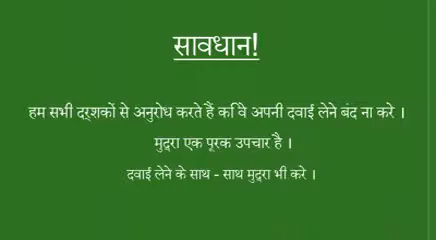 सावधान!
हम सभी दर्शकों से अनुरोध करते हैं कि वे अपनी दवाई लेने बंद ना करे ।
मुद्रा एक पूरक उपचार है ।
दवाई लेने के साथ - साथ मुद्रा भी करे ।